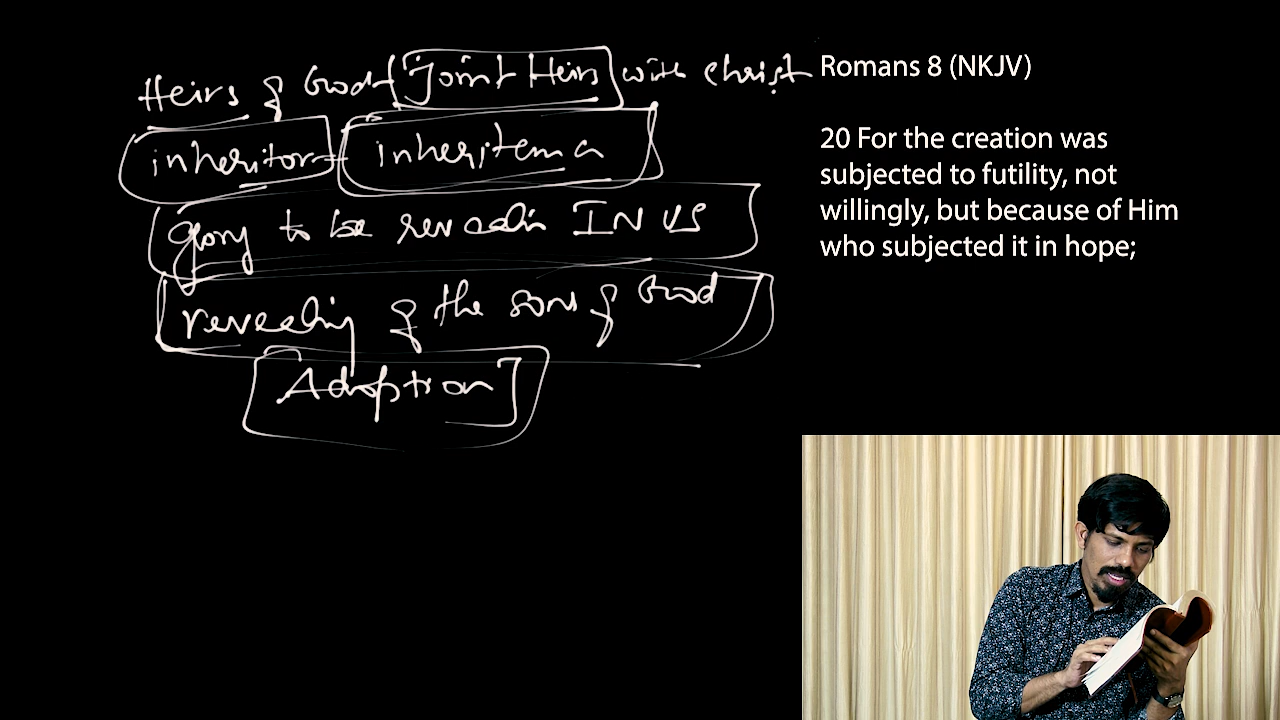 Heirs of God + Joint Heirs with Christ
inheritor inheritence
glory to be reveal in IN US
revealing of the sons of God
Adoption
Romans 8 (NKJV)
20 For the creation was
subjected to futility, not
willingly, but because of Him
who subjected it in hope;